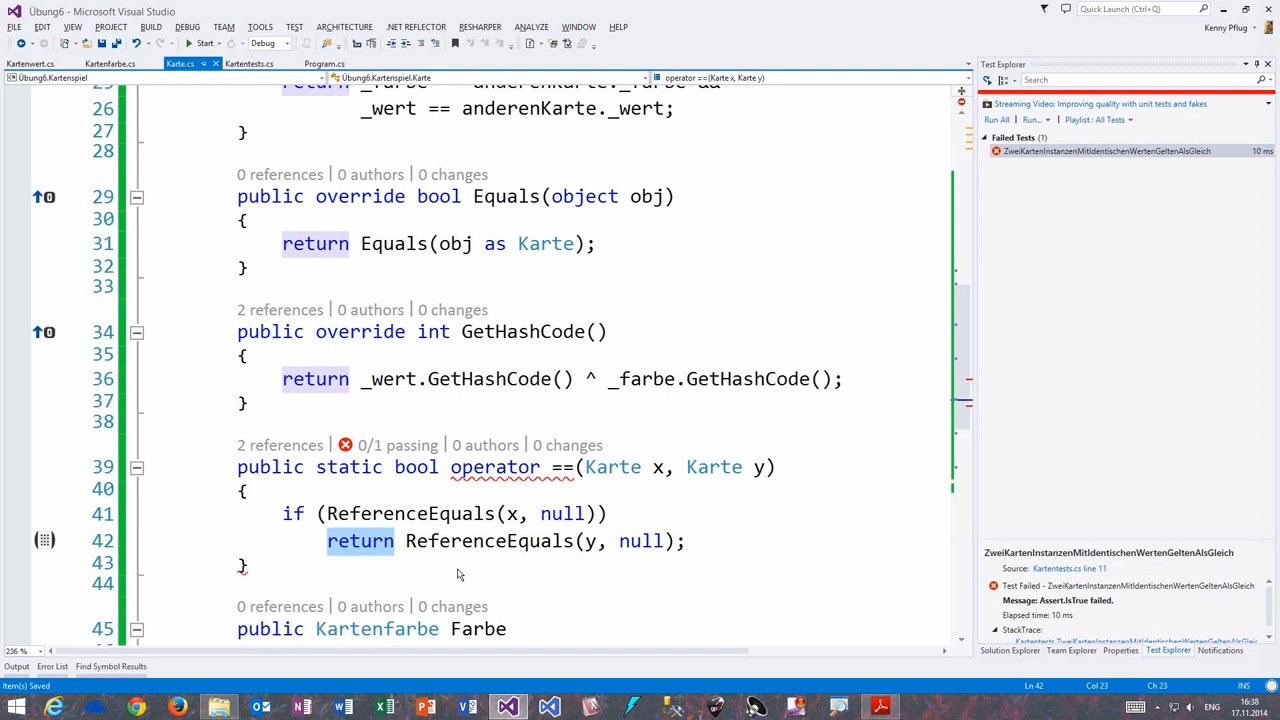 Übung6 - Microsoft Visual Studio
Quick Launch (Ctrl+Q)
FILE EDIT VIEW PROJECT BUILD DEBUG TEAM TOOLS TEST ARCHITECTURE .NET REFLECTOR RESHARPER ANALYZE WINDOW HELP
Kenny Pflug
Start Debug
Kartenwert.cs Kartenfarbe.cs Karte.cs Kartentests.cs Program.cs
Übung6.Kartenspiel Übung6.Kartenspiel.Karte operator ==(Karte x, Karte y)
Test Explorer
Search
Streaming Video: Improving quality with unit tests and fakes
Run All Run... Playlist : All Tests
Failed Tests (1)
ZweiKartenInstanzenMitIdentischenWertenGeltenAlsGleich 10 ms
26 _wert == anderenKarte._wert;
27 }
28
0 references | 0 authors | 0 changes
29 public override bool Equals(object obj)
30 {
31 return Equals(obj as Karte);
32 }
33
2 references | 0 authors | 0 changes
34 public override int GetHashCode()
35 {
36 return _wert.GetHashCode() ^ _farbe.GetHashCode();
37 }
38
2 references | 0/1 passing | 0 authors | 0 changes
39 public static bool operator ==(Karte x, Karte y)
40 {
41 if (ReferenceEquals(x, null))
42 return ReferenceEquals(y, null);
43 }
44
0 references | 0 authors | 0 changes
45 public Kartenfarbe Farbe
ZweiKartenInstanzenMitIdentischenWertenGeltenAlsGleich
Source: Kartentests.cs line 11
Test Failed - ZweiKartenInstanzenMitIdentischenWertenGeltenAlsGleich
Message: Assert.IsTrue failed.
Elapsed time: 10 ms
StackTrace:
236 %
Solution Explorer Team Explorer Properties Test Explorer Notifications
Output Error List Find Symbol Results
Item(s) Saved Ln 42 Col 23 Ch 23 INS
ENG
16:38
17.11.2014